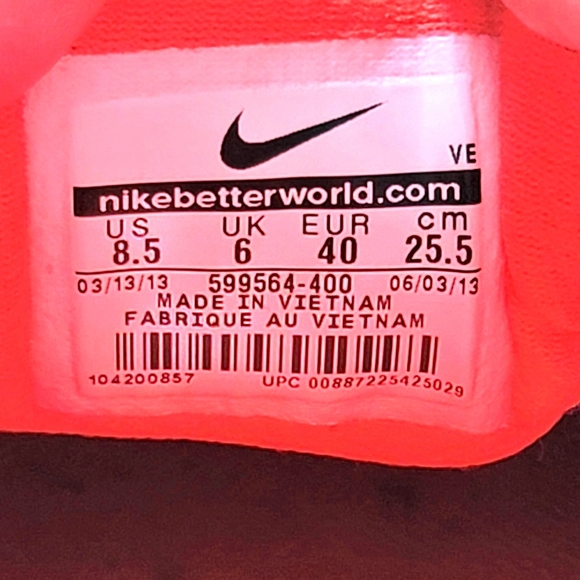 VE
nikebetterworld.com
US UK EUR cm
8.5 6 40 25.5
03/13/13 599564-400 06/03/13
MADE IN VIETNAM
FABRIQUE AU VIETNAM
104200857 UPC 00887225425029